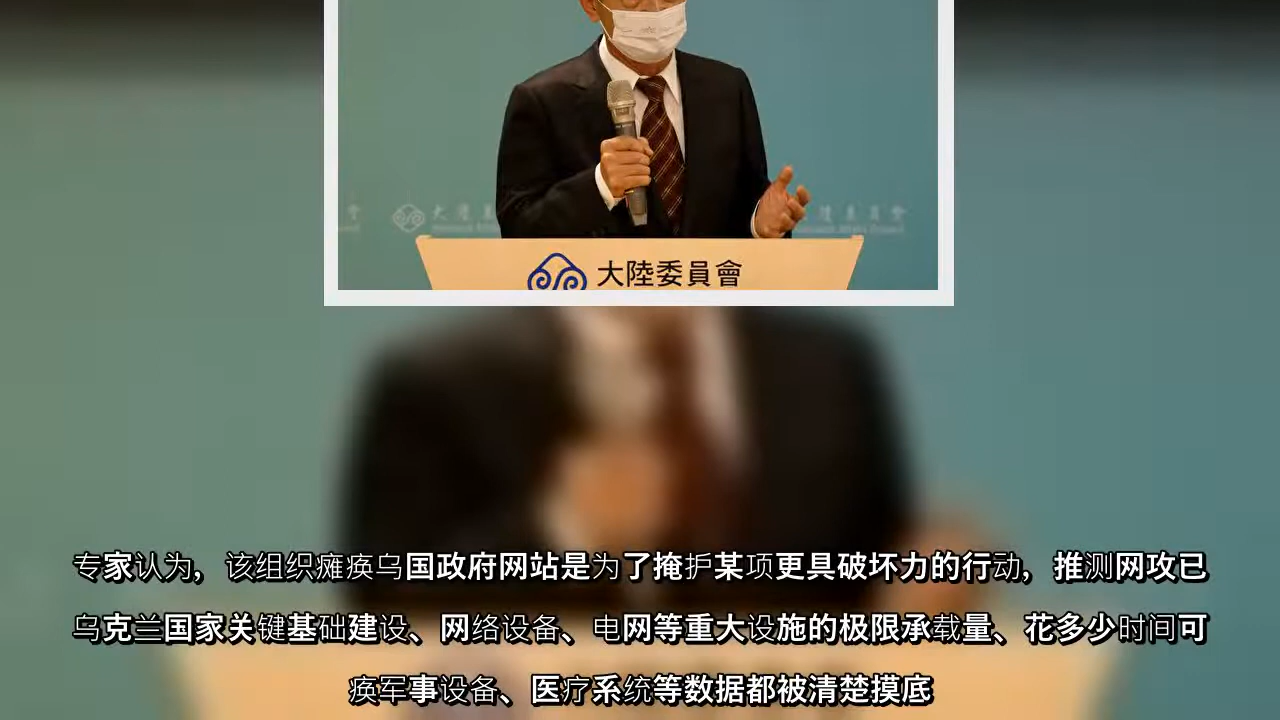 大陸委員會
专家认为，该组织瘫痪乌国政府网站是为了掩护某项更具破坏力的行动，推测网攻已
乌克兰国家关键基础建设、网络设备、电网等重大设施的极限承载量、花多少时间可
痪军事设备、医疗系统等数据都被清楚摸底